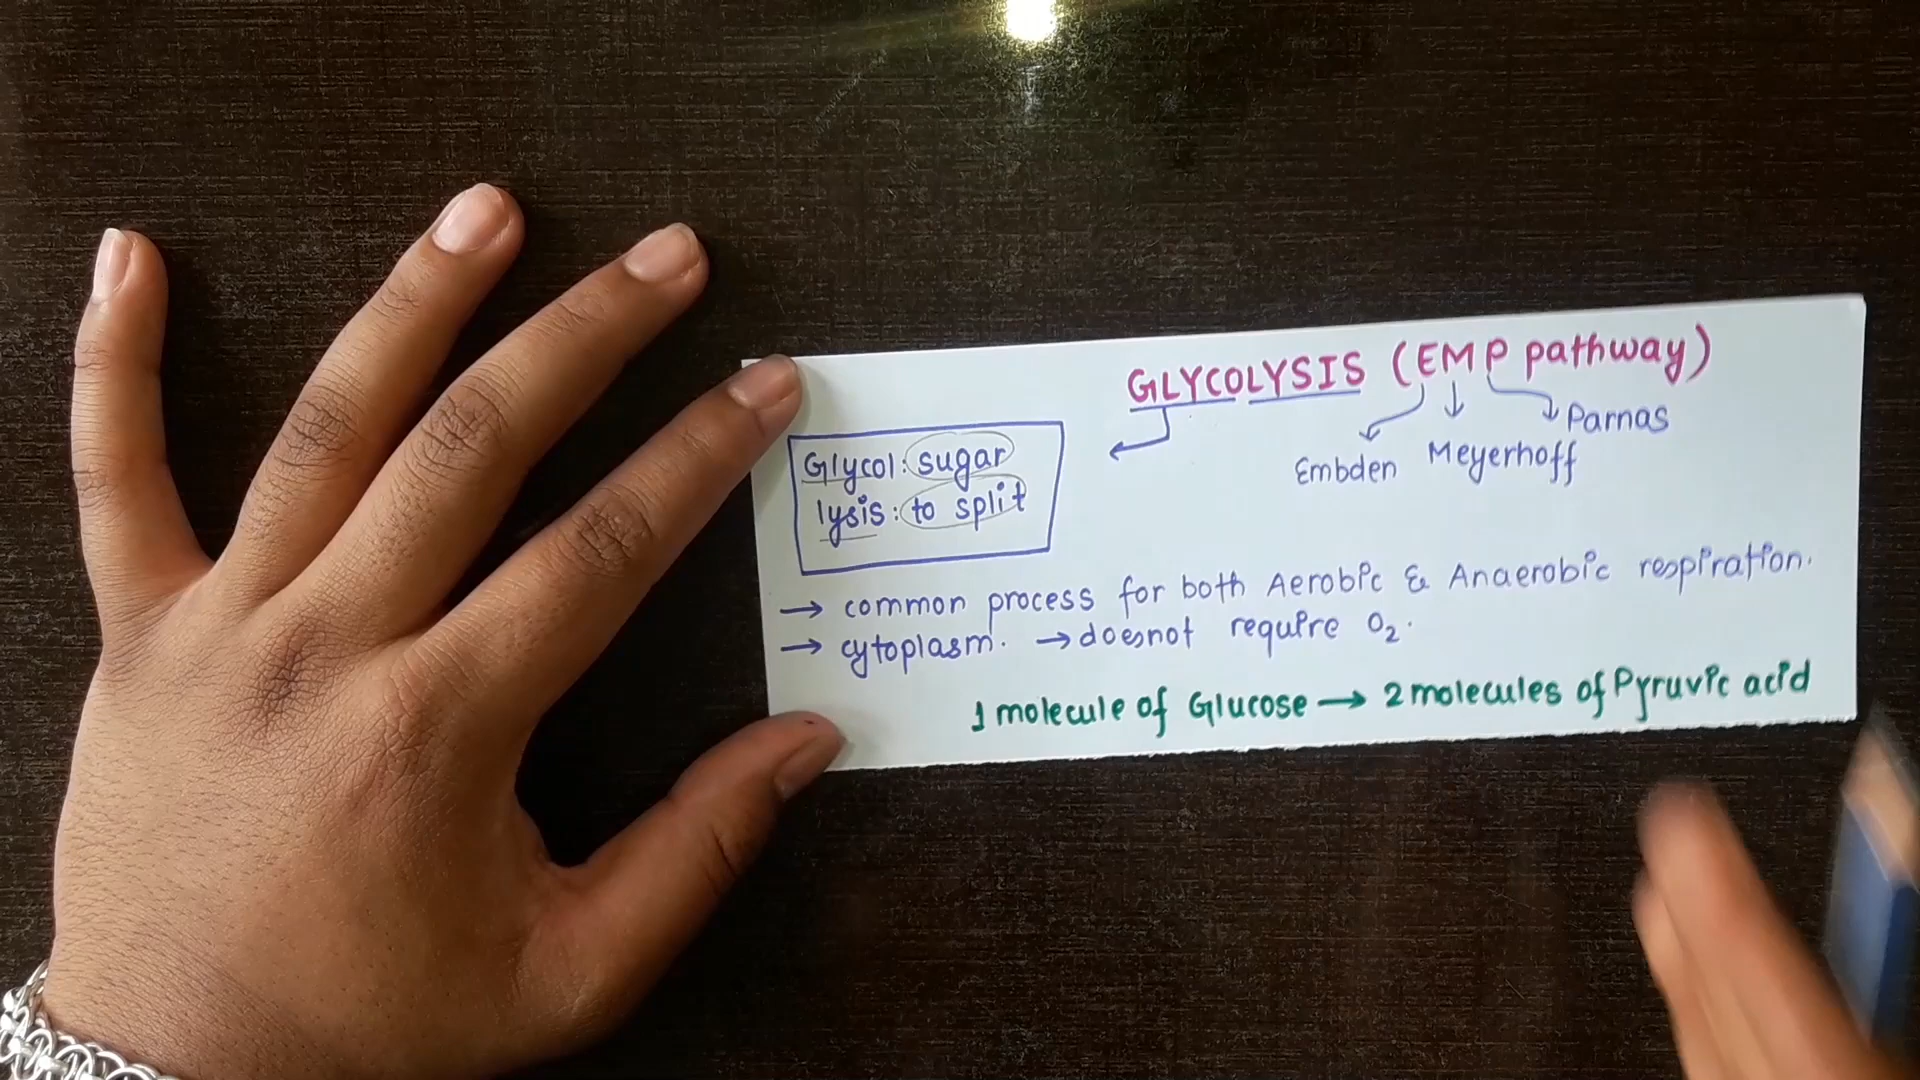 GLYCOLYSIS (EMP pathway)
Parnas
Embden Meyerhoff
Glycol: sugar
lysis: to split
→ common process for both Aerobic & Anaerobic respiration.
→ cytoplasm. → doesnot require O₂.
1 molecule of Glucose → 2 molecules of Pyruvic acid